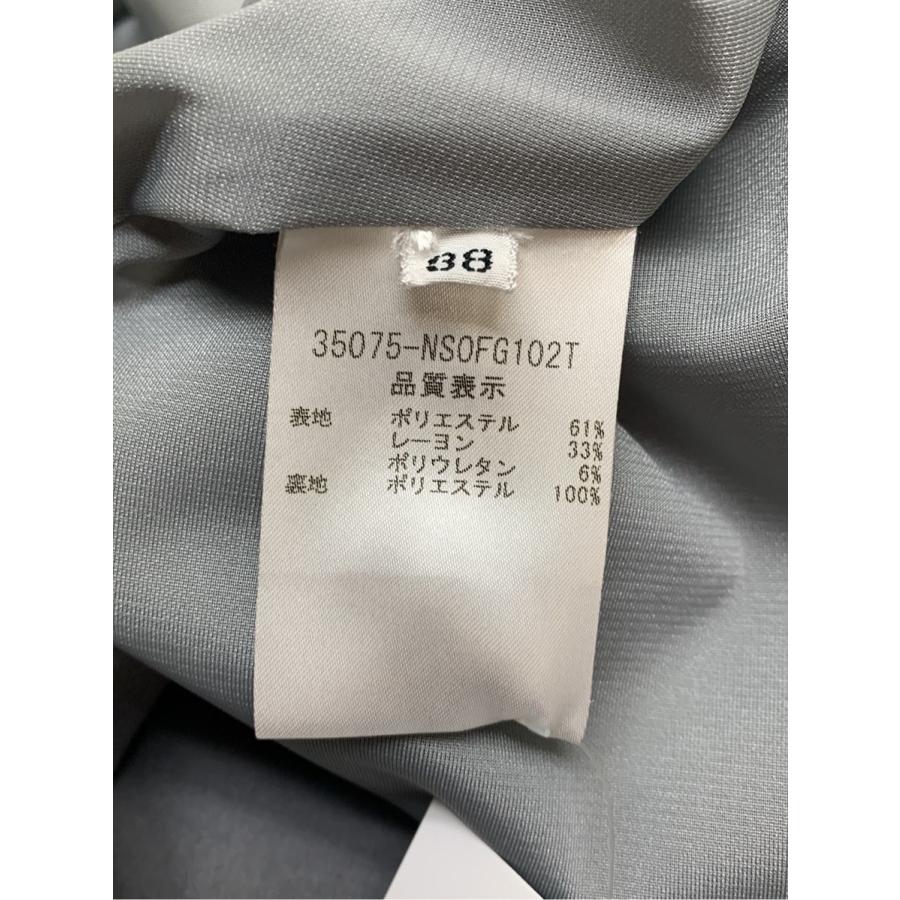 38
35075-NSOFG102T
品質表示
表地 ポリエステル 61%
レーヨン 33%
ポリウレタン 6%
裏地 ポリエステル 100%